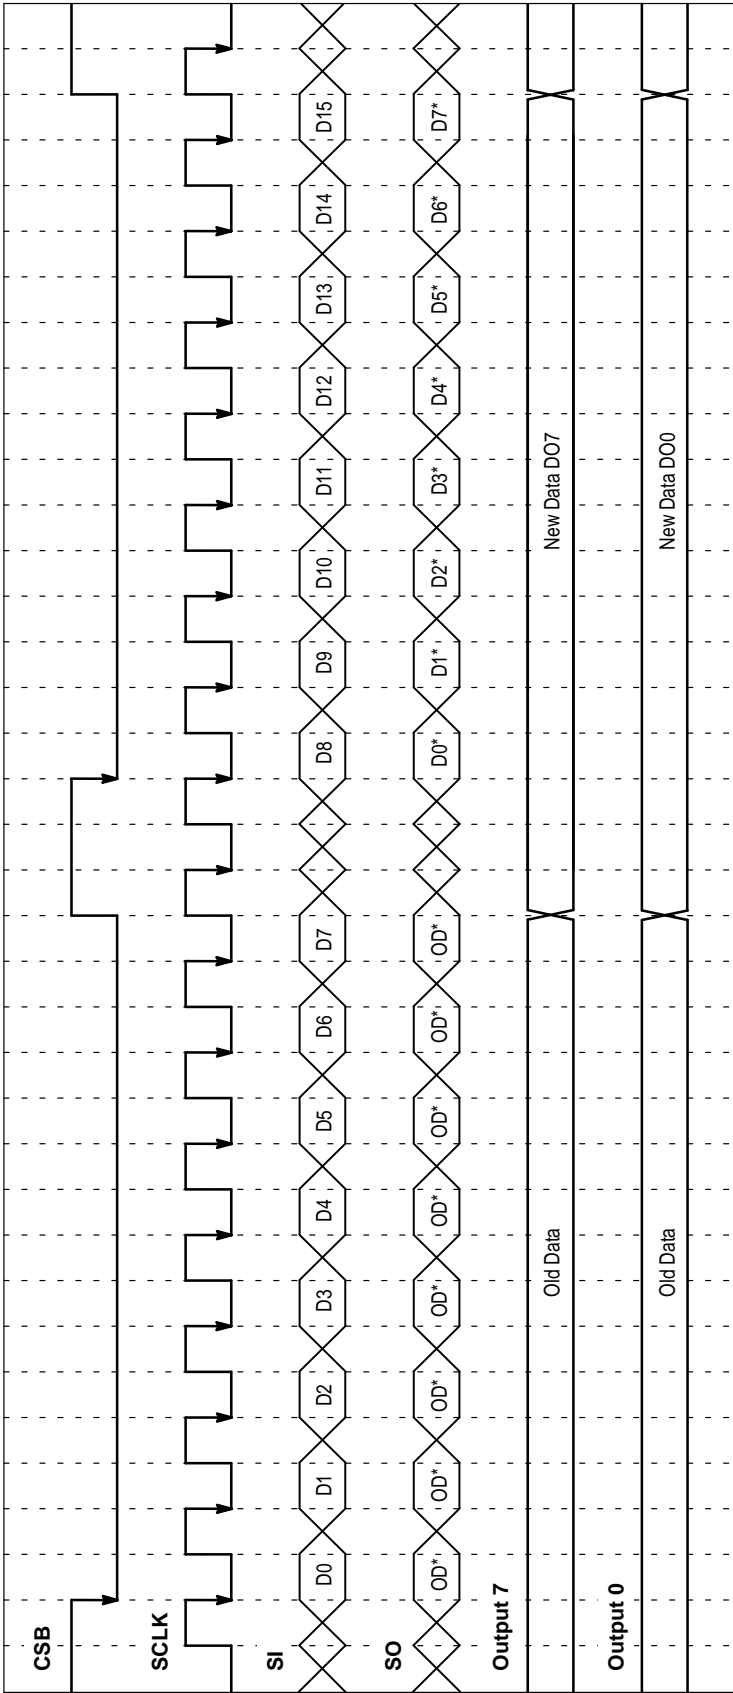 CSB
SCLK
SI D0 D1 D2 D3 D4 D5 D6 D7 D8 D9 D10 D11 D12 D13 D14 D15
SO OD* OD* OD* OD* OD* OD* OD* OD* D0* D1* D2* D3* D4* D5* D6* D7*
Output 7 Old Data New Data DO7
Output 0 Old Data New Data DO0